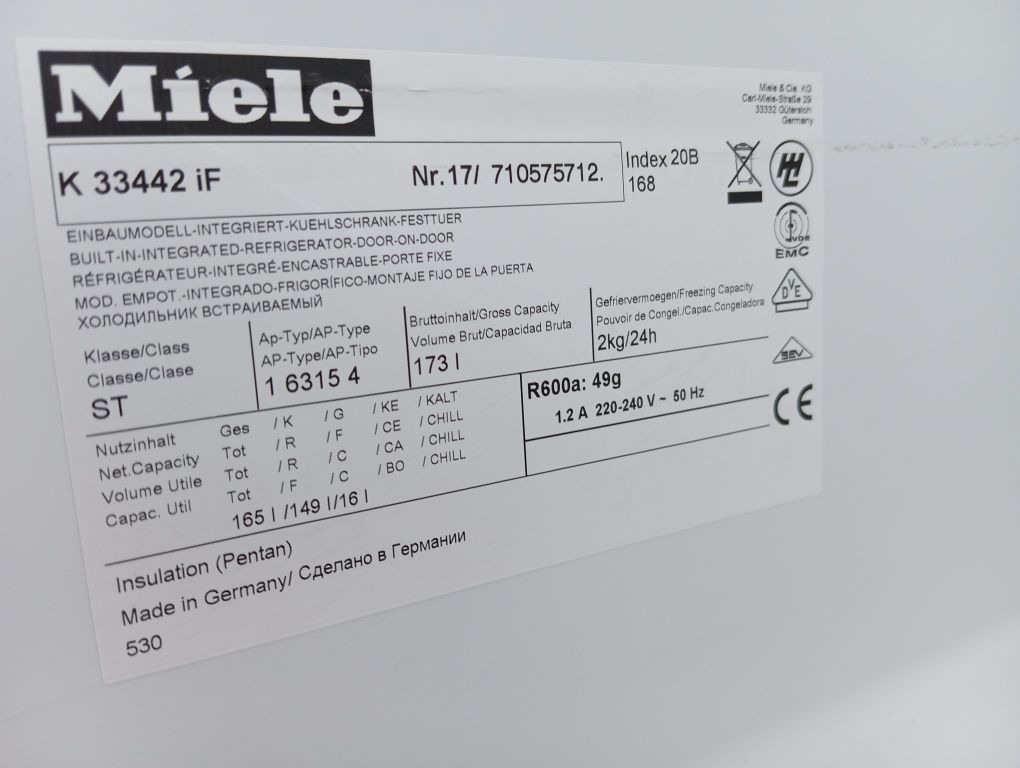 Miele
Miele & Cie. KG
Carl-Miele-Straße 29
33332 Gütersloh
Germany
K 33442 iF
Nr.17/ 710575712.
Index 20B
168
EINBAUMODELL-INTEGRIERT-KUEHLSCHRANK-FESTTUER
BUILT-IN-INTEGRATED-REFRIGERATOR-DOOR-ON-DOOR
RÉFRIGÉRATEUR-INTEGRÉ-ENCASTRABLE-PORTE FIXE
MOD. EMPOT.-INTEGRADO-FRIGORÍFICO-MONTAJE FIJO DE LA PUERTA
ХОЛОДИЛЬНИК ВСТРАИВАЕМЫЙ
VDE
EMC
DVE
SEV
CE
Klasse/Class
Classe/Clase
ST
Ap-Typ/AP-Type
AP-Type/AP-Tipo
1 6315 4
Bruttoinhalt/Gross Capacity
Volume Brut/Capacidad Bruta
173 l
Gefriervermoegen/Freezing Capacity
Pouvoir de Congel./Capac.Congeladora
2kg/24h
Nutzinhalt Ges / K / G / KE / KALT
Net.Capacity Tot / R / F / CE / CHILL
Volume Utile Tot / R / C / CA / CHILL
Capac. Util Tot / F / C / BO / CHILL
165 l /149 l/16 l
R600a: 49g
1.2 A 220-240 V ~ 50 Hz
Insulation (Pentan)
Made in Germany/ Сделано в Германии
530